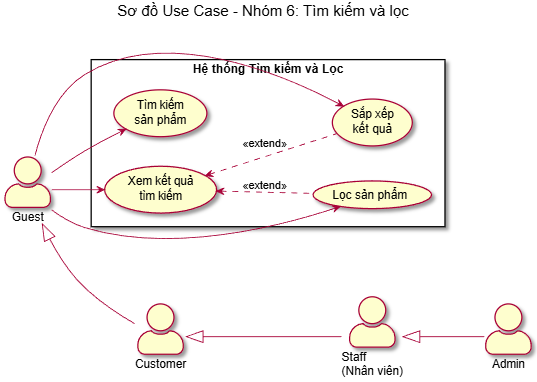 Sơ đồ Use Case - Nhóm 6: Tìm kiếm và lọc
Hệ thống Tìm kiếm và Lọc
Tìm kiếm
sản phẩm
Sắp xếp
kết quả
«extend»
Xem kết quả
tìm kiếm
«extend»
Lọc sản phẩm
Guest
Customer
Staff
(Nhân viên)
Admin